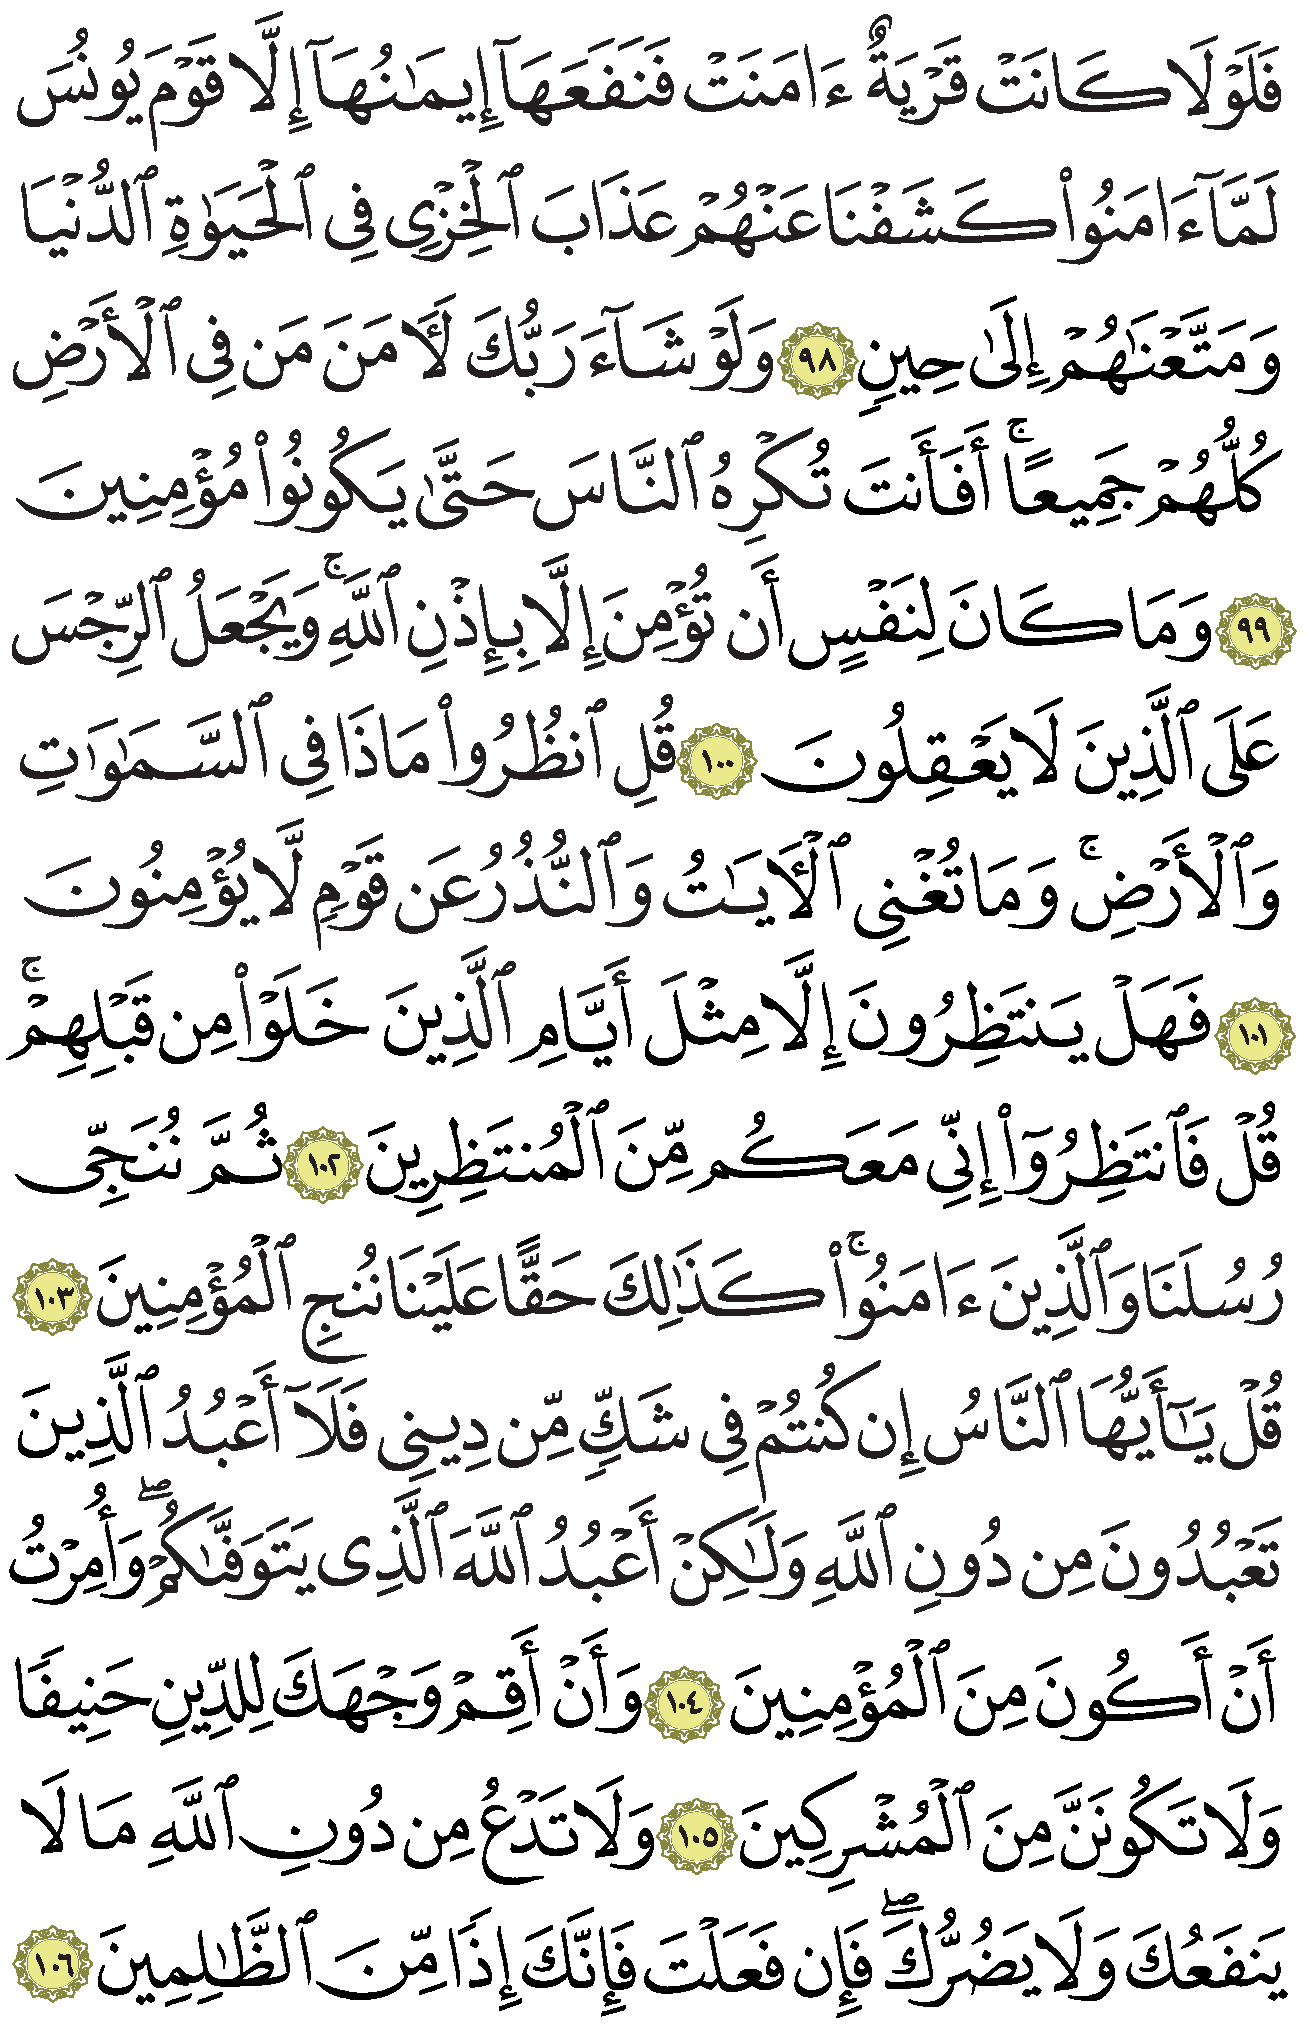 فَلَوۡلَا كَانَتۡ قَرۡيَةٌ ءَامَنَتۡ فَنَفَعَهَآ إِيمَٰنُهَآ إِلَّا قَوۡمَ يُونُسَ
لَمَّآ ءَامَنُواْ كَشَفۡنَا عَنۡهُمۡ عَذَابَ ٱلۡخِزۡيِ فِي ٱلۡحَيَوٰةِ ٱلدُّنۡيَا
وَمَتَّعۡنَٰهُمۡ إِلَىٰ حِينٖ ٩٨ وَلَوۡ شَآءَ رَبُّكَ لَأٓمَنَ مَن فِي ٱلۡأَرۡضِ
كُلُّهُمۡ جَمِيعًاۚ أَفَأَنتَ تُكۡرِهُ ٱلنَّاسَ حَتَّىٰ يَكُونُواْ مُؤۡمِنِينَ
٩٩ وَمَا كَانَ لِنَفۡسٍ أَن تُؤۡمِنَ إِلَّا بِإِذۡنِ ٱللَّهِۚ وَيَجۡعَلُ ٱلرِّجۡسَ
عَلَى ٱلَّذِينَ لَا يَعۡقِلُونَ ١٠٠ قُلِ ٱنظُرُواْ مَاذَا فِي ٱلسَّمَٰوَٰتِ
وَٱلۡأَرۡضِۚ وَمَا تُغۡنِي ٱلۡأٓيَٰتُ وَٱلنُّذُرُ عَن قَوۡمٖ لَّا يُؤۡمِنُونَ
١٠١ فَهَلۡ يَنتَظِرُونَ إِلَّا مِثۡلَ أَيَّامِ ٱلَّذِينَ خَلَوۡاْ مِن قَبۡلِهِمۡۚ
قُلۡ فَٱنتَظِرُوٓاْ إِنِّي مَعَكُم مِّنَ ٱلۡمُنتَظِرِينَ ١٠٢ ثُمَّ نُنَجِّي
رُسُلَنَا وَٱلَّذِينَ ءَامَنُواْۚ كَذَٰلِكَ حَقًّا عَلَيۡنَا نُنجِ ٱلۡمُؤۡمِنِينَ ١٠٣
قُلۡ يَٰٓأَيُّهَا ٱلنَّاسُ إِن كُنتُمۡ فِي شَكّٖ مِّن دِينِي فَلَآ أَعۡبُدُ ٱلَّذِينَ
تَعۡبُدُونَ مِن دُونِ ٱللَّهِ وَلَٰكِنۡ أَعۡبُدُ ٱللَّهَ ٱلَّذِي يَتَوَفَّىٰكُمۡۖ وَأُمِرۡتُ
أَنۡ أَكُونَ مِنَ ٱلۡمُؤۡمِنِينَ ١٠٤ وَأَنۡ أَقِمۡ وَجۡهَكَ لِلدِّينِ حَنِيفٗا
وَلَا تَكُونَنَّ مِنَ ٱلۡمُشۡرِكِينَ ١٠٥ وَلَا تَدۡعُ مِن دُونِ ٱللَّهِ مَا لَا
يَنفَعُكَ وَلَا يَضُرُّكَۖ فَإِن فَعَلۡتَ فَإِنَّكَ إِذٗا مِّنَ ٱلظَّٰلِمِينَ ١٠٦